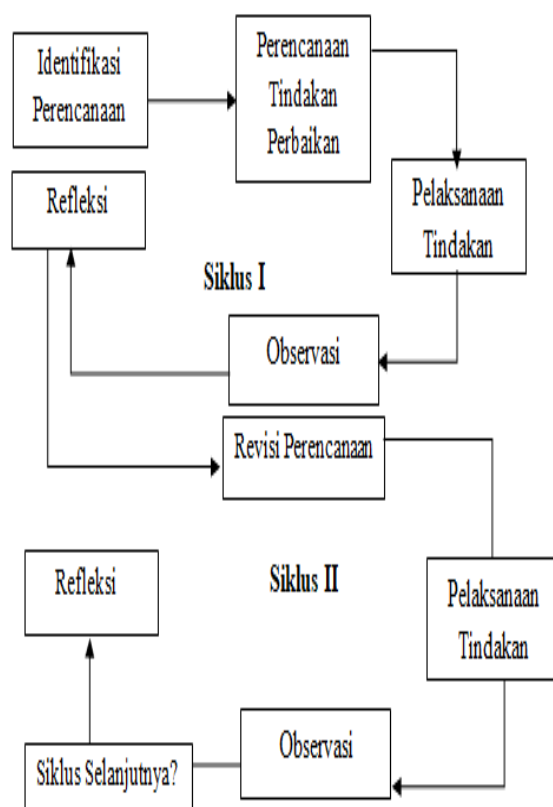 Identifikasi
Perencanaan
Perencanaan
Tindakan
Perbaikan
Pelaksanaan
Tindakan
Refleksi
Siklus I
Observasi
Revisi Perencanaan
Siklus II
Refleksi
Pelaksanaan
Tindakan
Observasi
Siklus Selanjutnya?